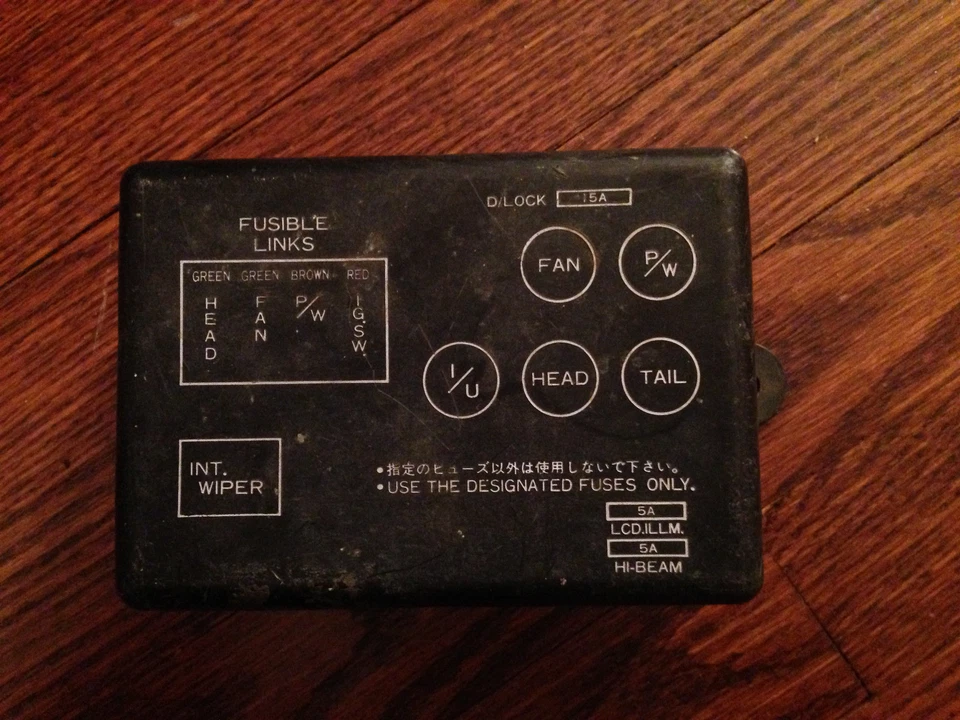 D/LOCK 15A
FUSIBLE
LINKS
GREEN GREEN BROWN RED
HEAD FAN P/W IG.SW
FAN P/W
I/U HEAD TAIL
INT.
WIPER
•指定のヒューズ以外は使用しないで下さい。
•USE THE DESIGNATED FUSES ONLY.
5A
LCD.ILLM.
5A
HI-BEAM